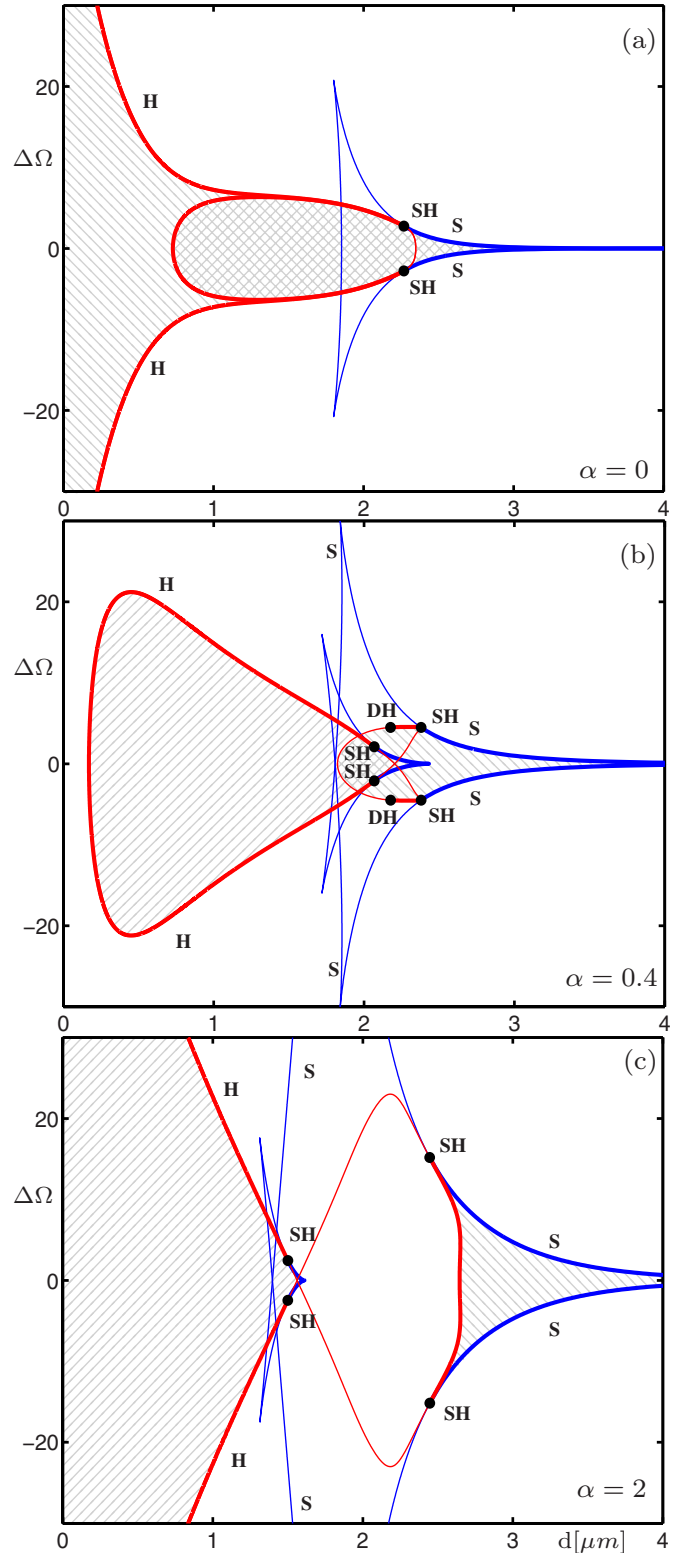 (a)
20
H
ΔΩ
SH
S
0
S
SH
H
−20
α = 0
0
1
2
3
4
S
(b)
H
20
ΔΩ
DH
SH
S
SH
0
SH
S
DH
SH
−20
H
S
α = 0.4
0
1
2
3
4
(c)
S
H
20
SH
ΔΩ
SH
S
0
SH
S
SH
−20
H
S
α = 2
0
1
2
3
d[μm]
4